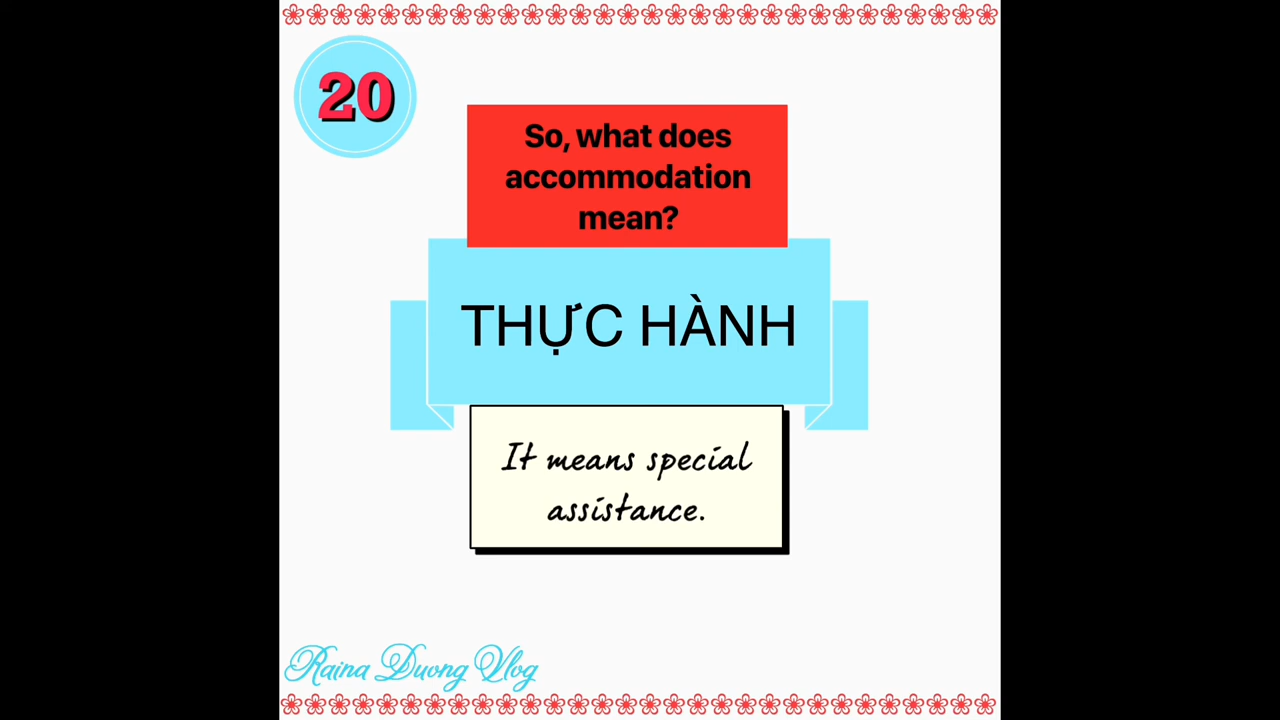 20
So, what does
accommodation
mean?
THỰC HÀNH
It means special
assistance.
Raina Duong Vlog